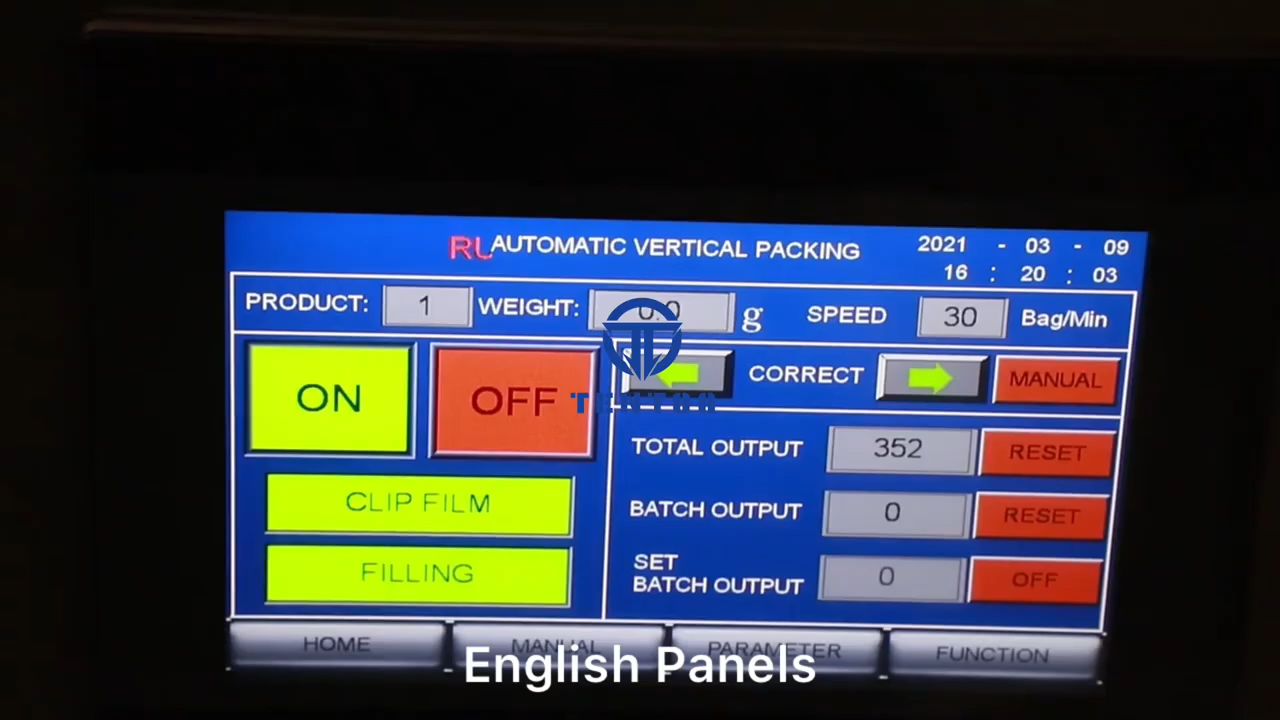 RL AUTOMATIC VERTICAL PACKING
2021 - 03 - 09
16 : 20 : 03
PRODUCT: 1 WEIGHT: 0.0 g SPEED 30 Bag/Min
ON OFF
CORRECT MANUAL
TOTAL OUTPUT 352 RESET
CLIP FILM
BATCH OUTPUT 0 RESET
FILLING
SET
BATCH OUTPUT 0 OFF
HOME MANUAL PARAMETER FUNCTION
English Panels